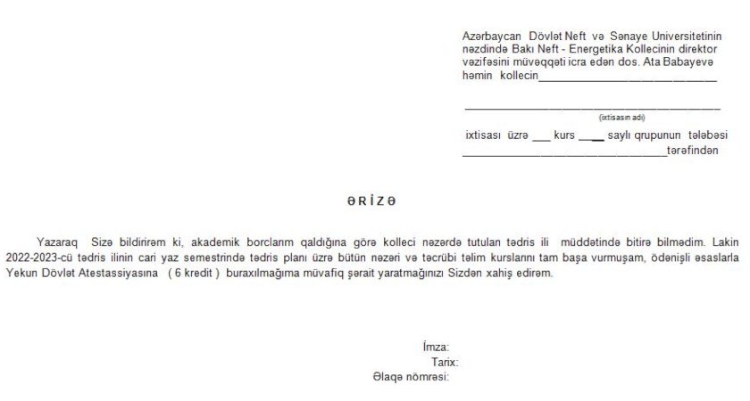 Azərbaycan Dövlət Neft və Sənaye Universitetinin
nəzdində Bakı Neft - Energetika Kollecinin direktor
vəzifəsini müvəqqəti icra edən dos. Ata Babayevə
həmin kollecin______________________________
___________________________________________
(ixtisasın adı)
ixtisası üzrə ___ kurs ____ saylı qrupunun tələbəsi
__________________________________tərəfindən
ƏRİZƏ
Yazaraq Sizə bildirirəm ki, akademik borclarım qaldığına görə kolleci nəzərdə tutulan tədris ili müddətində bitirə bilmədim. Lakin
2022-2023-cü tədris ilinin cari yaz semestrində tədris planı üzrə bütün nəzəri və təcrübi təlim kurslarını tam başa vurmuşam, ödənişli əsaslarla
Yekun Dövlət Atestassiyasına ( 6 kredit ) buraxılmağıma müvafiq şərait yaratmağınızı Sizdən xahiş edirəm.
İmza:
Tarix:
Əlaqə nömrəsi: